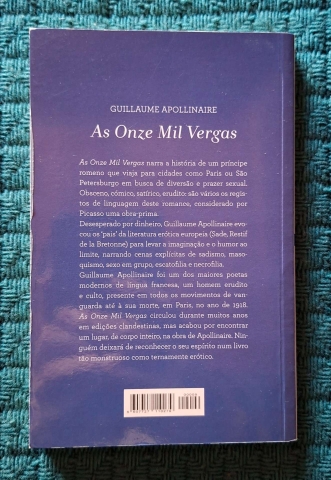 GUILLAUME APOLLINAIRE
As Onze Mil Vergas
As Onze Mil Vergas narra a história de um príncipe
romeno que viaja para cidades como Paris ou São
Petersburgo em busca de diversão e prazer sexual.
Obsceno, cómico, satírico, erudito: são vários os regis-
tos de linguagem deste romance, considerado por
Picasso uma obra-prima.
Desesperado por dinheiro, Guillaume Apollinaire evo-
cou os 'pais' da literatura erótica europeia (Sade, Restif
de la Bretonne) para levar a imaginação e o humor ao
limite, narrando cenas explícitas de sadismo, maso-
quismo, sexo em grupo, escatofilia e necrofilia.
Guillaume Apollinaire foi um dos maiores poetas
modernos de língua francesa, um homem erudito
e culto, presente em todos os movimentos de van-
guarda até à sua morte, em Paris, no ano de 1918.
As Onze Mil Vergas circulou durante muitos anos
em edições clandestinas, mas acabou por encontrar
um lugar, de corpo inteiro, na obra de Apollinaire. Nin-
guém deixará de reconhecer o seu espírito num livro
tão monstruoso como ternamente erótico.